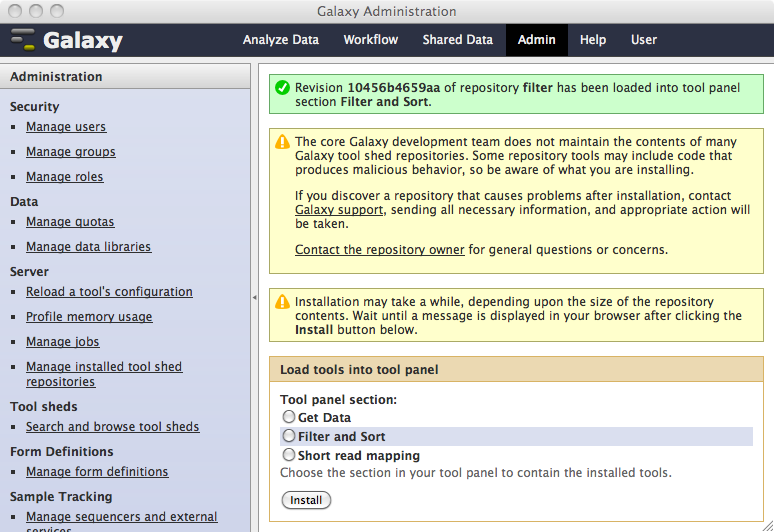 Galaxy Administration
Galaxy
Analyze Data Workflow Shared Data Admin Help User
Administration
Security
Manage users
Manage groups
Manage roles
Data
Manage quotas
Manage data libraries
Server
Reload a tool's configuration
Profile memory usage
Manage jobs
Manage installed tool shed
repositories
Tool sheds
Search and browse tool sheds
Form Definitions
Manage form definitions
Sample Tracking
Manage sequencers and external
services
Revision 10456b4659aa of repository filter has been loaded into tool panel
section Filter and Sort.
The core Galaxy development team does not maintain the contents of many
Galaxy tool shed repositories. Some repository tools may include code that
produces malicious behavior, so be aware of what you are installing.
If you discover a repository that causes problems after installation, contact
Galaxy support, sending all necessary information, and appropriate action will
be taken.
Contact the repository owner for general questions or concerns.
Installation may take a while, depending upon the size of the repository
contents. Wait until a message is displayed in your browser after clicking the
Install button below.
Load tools into tool panel
Tool panel section:
Get Data
Filter and Sort
Short read mapping
Choose the section in your tool panel to contain the installed tools.
Install